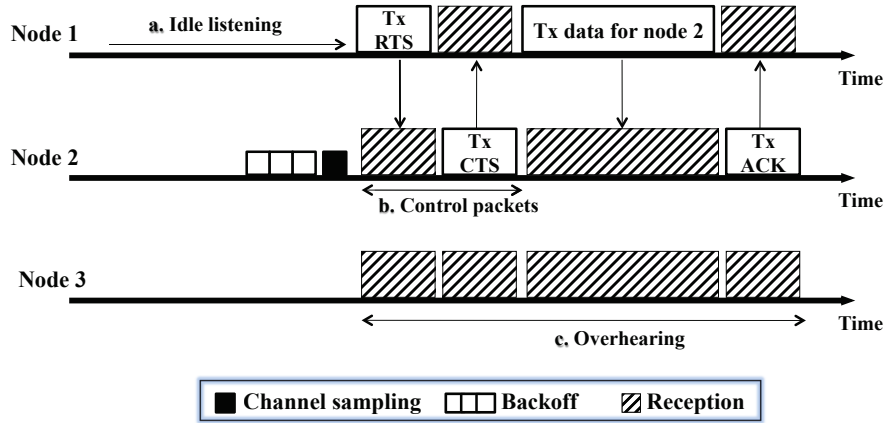 Node 1
a. Idle listening
Tx
RTS
Tx data for node 2
Time
Node 2
Tx
CTS
Tx
ACK
b. Control packets
Time
Node 3
Time
c. Overhearing
Channel sampling Backoff Reception